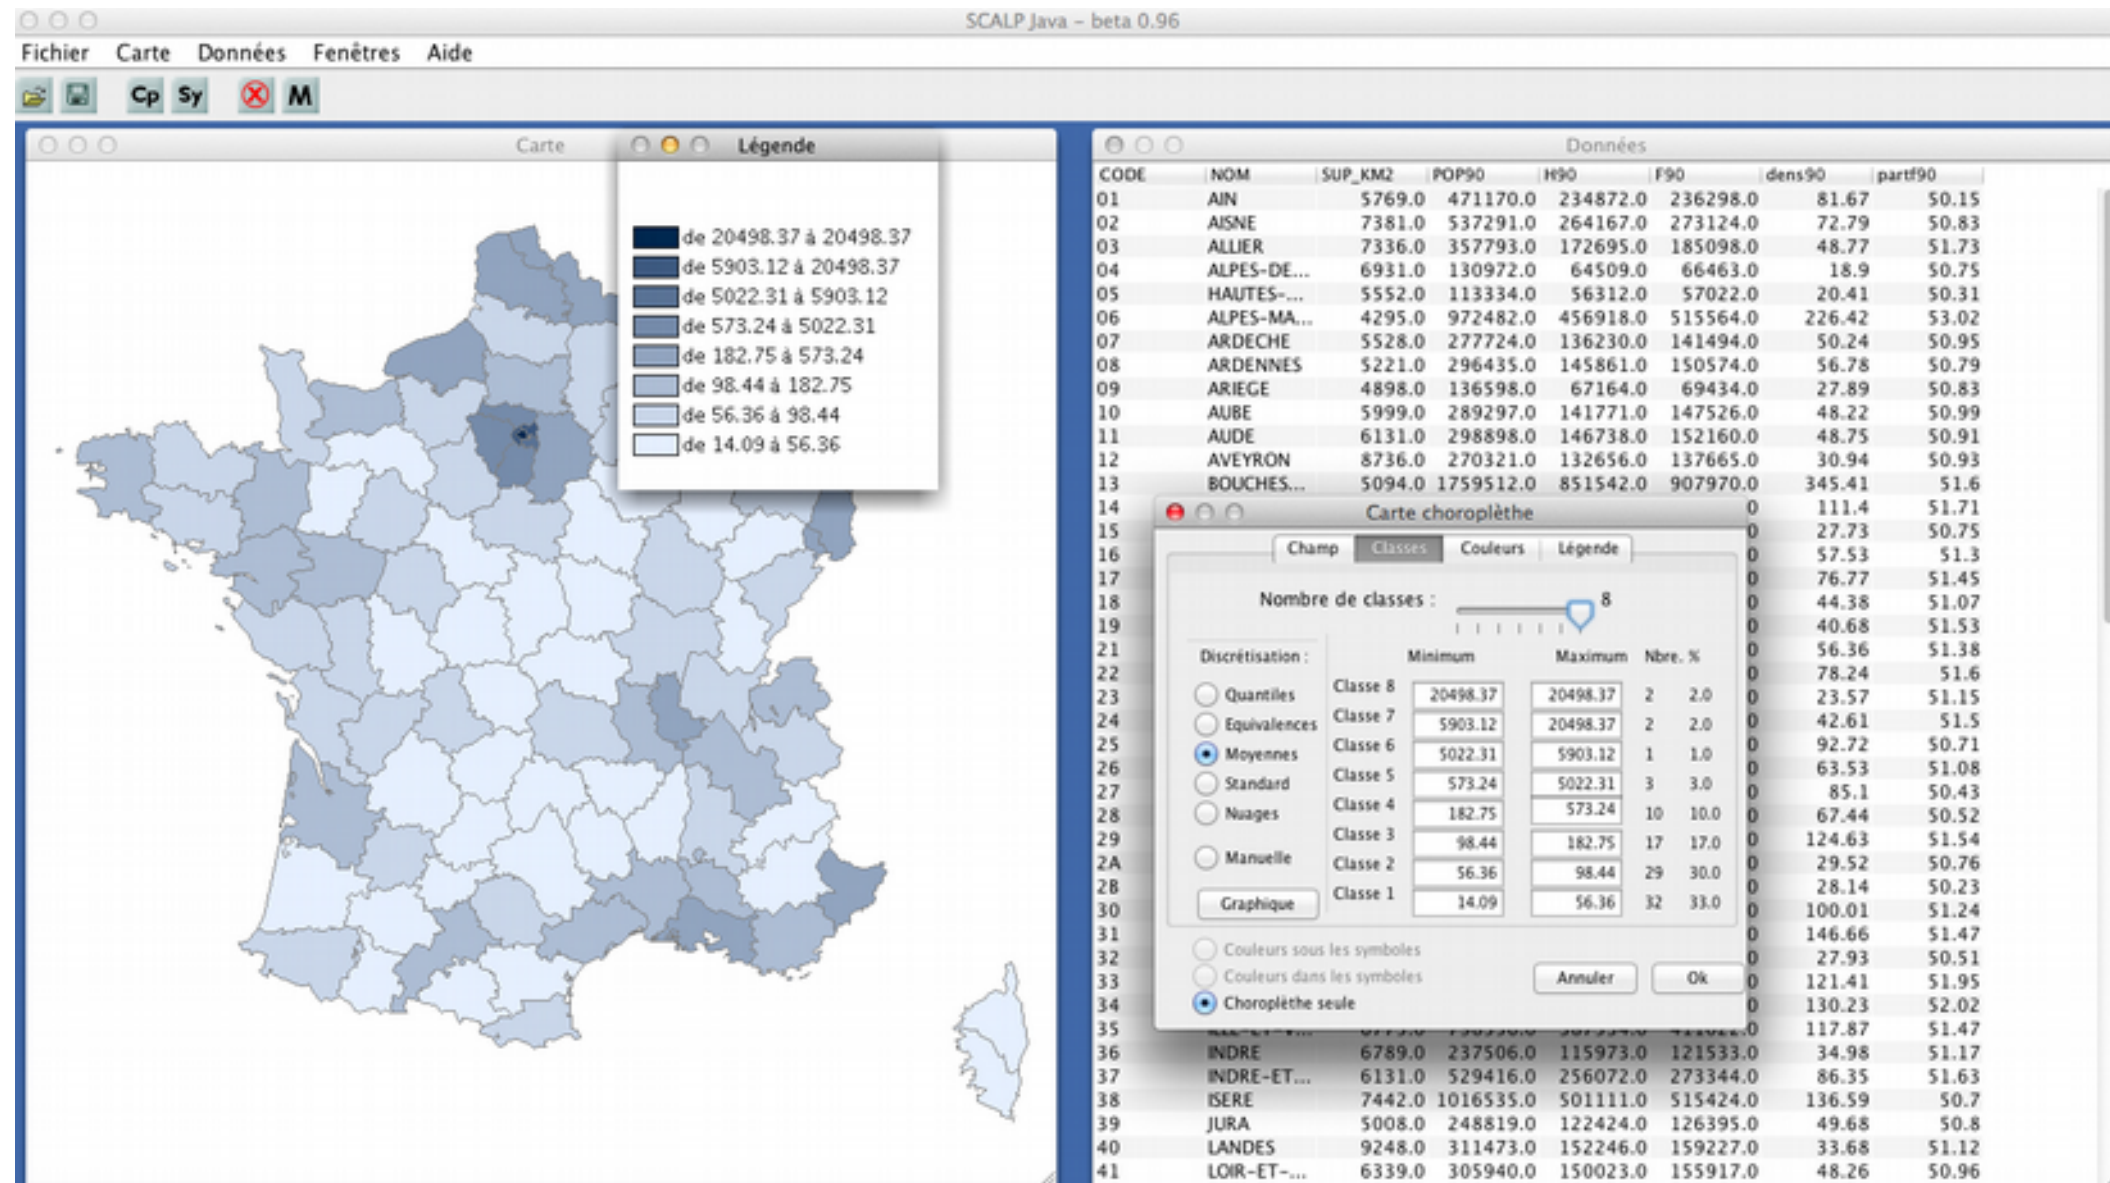 SCALP Java – beta 0.96
Fichier Carte Données Fenêtres Aide
Cp Sy M
Carte
Légende
de 20498.37 à 20498.37
de 5903.12 à 20498.37
de 5022.31 à 5903.12
de 573.24 à 5022.31
de 182.75 à 573.24
de 98.44 à 182.75
de 56.36 à 98.44
de 14.09 à 56.36
Données
CODE NOM SUP_KM2 POP90 H90 F90 dens90 partf90
01 AIN 5769.0 471170.0 234872.0 236298.0 81.67 50.15
02 AISNE 7381.0 537291.0 264167.0 273124.0 72.79 50.83
03 ALLIER 7336.0 357793.0 172695.0 185098.0 48.77 51.73
04 ALPES-DE... 6931.0 130972.0 64509.0 66463.0 18.9 50.75
05 HAUTES-... 5552.0 113334.0 56312.0 57022.0 20.41 50.31
06 ALPES-MA... 4295.0 972482.0 456918.0 515564.0 226.42 53.02
07 ARDECHE 5528.0 277724.0 136230.0 141494.0 50.24 50.95
08 ARDENNES 5221.0 296435.0 145861.0 150574.0 56.78 50.79
09 ARIEGE 4898.0 136598.0 67164.0 69434.0 27.89 50.83
10 AUBE 5999.0 289297.0 141771.0 147526.0 48.22 50.99
11 AUDE 6131.0 298898.0 146738.0 152160.0 48.75 50.91
12 AVEYRON 8736.0 270321.0 132656.0 137665.0 30.94 50.93
13 BOUCHES... 5094.0 1759512.0 851542.0 907970.0 345.41 51.6
14 0 111.4 51.71
15 0 27.73 50.75
16 0 57.53 51.3
17 0 76.77 51.45
18 0 44.38 51.07
19 0 40.68 51.53
21 0 56.36 51.38
22 0 78.24 51.6
23 0 23.57 51.15
24 0 42.61 51.5
25 0 92.72 50.71
26 0 63.53 51.08
27 0 85.1 50.43
28 0 67.44 50.52
29 0 124.63 51.54
2A 0 29.52 50.76
2B 0 28.14 50.23
30 0 100.01 51.24
31 0 146.66 51.47
32 0 27.93 50.51
33 0 121.41 51.95
34 0 130.23 52.02
35 117.87 51.47
36 INDRE 6789.0 237506.0 115973.0 121533.0 34.98 51.17
37 INDRE-ET... 6131.0 529416.0 256072.0 273344.0 86.35 51.63
38 ISERE 7442.0 1016535.0 501111.0 515424.0 136.59 50.7
39 JURA 5008.0 248819.0 122424.0 126395.0 49.68 50.8
40 LANDES 9248.0 311473.0 152246.0 159227.0 33.68 51.12
41 LOIR-ET-... 6339.0 305940.0 150023.0 155917.0 48.26 50.96
Carte choroplèthe
Champ Classes Couleurs Légende
Nombre de classes : 8
Discrétisation : Minimum Maximum Nbre. %
Quantiles Classe 8 20498.37 20498.37 2 2.0
Equivalences Classe 7 5903.12 20498.37 2 2.0
Moyennes Classe 6 5022.31 5903.12 1 1.0
Standard Classe 5 573.24 5022.31 3 3.0
Nuages Classe 4 182.75 573.24 10 10.0
Classe 3 98.44 182.75 17 17.0
Manuelle Classe 2 56.36 98.44 29 30.0
Graphique Classe 1 14.09 56.36 32 33.0
Couleurs sous les symboles
Couleurs dans les symboles
Choroplèthe seule
Annuler Ok